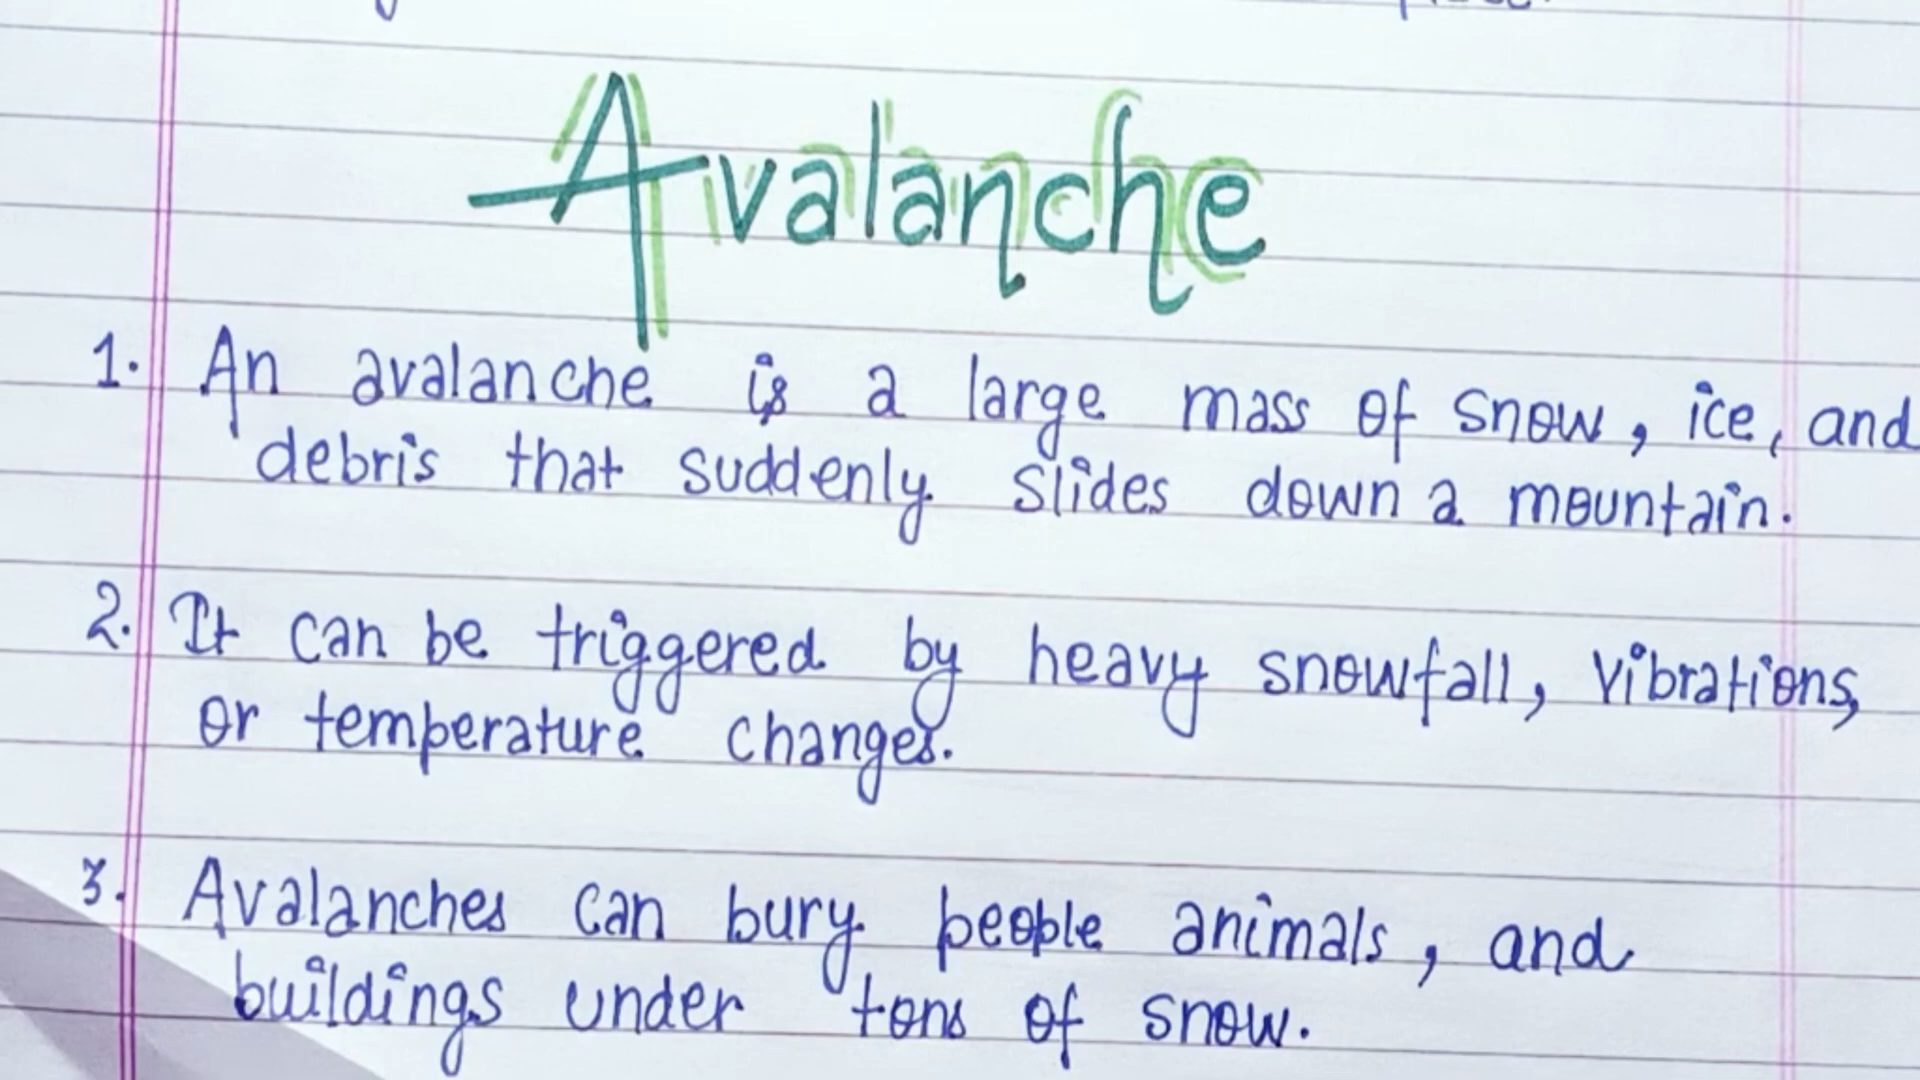 Avalanche
1. An avalanche is a large mass of snow, ice, and
debris that suddenly slides down a mountain.
2. It can be triggered by heavy snowfall, vibrations,
or temperature changes.
3. Avalanches can bury people animals, and
buildings under tons of snow.